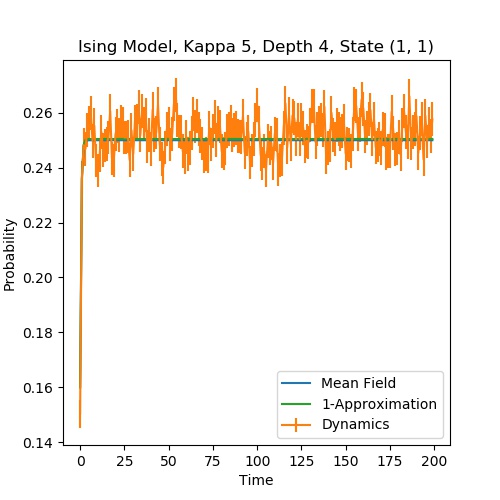 Ising Model, Kappa 5, Depth 4, State (1, 1)
0.26
0.24
0.22
0.20
0.18
0.16
0.14
Probability
Mean Field
1-Approximation
Dynamics
0 25 50 75 100 125 150 175 200
Time